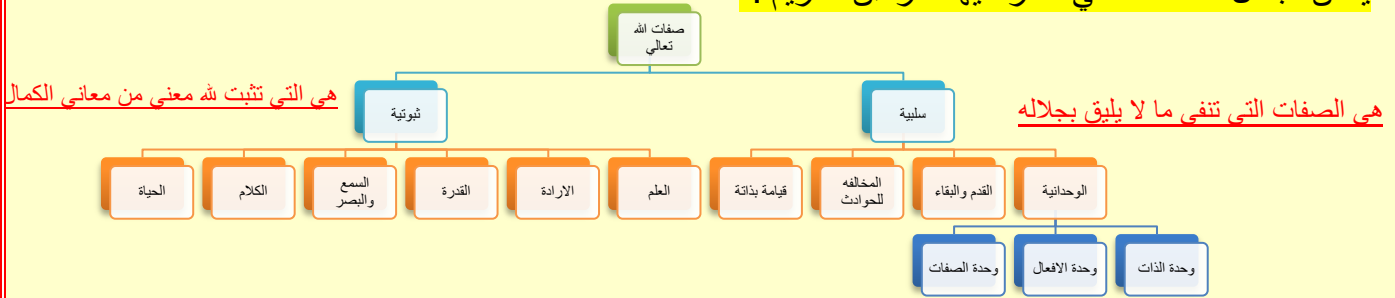 صفات الله
تعالي
هى الصفات التى تنفى ما لا يليق بجلاله
سلبية
ثبوتية
هى التى تثبت لله معنى من معانى الكمال
الوحدانية
القدم والبقاء
المخالفه
للحوادث
قيامة بذاتة
العلم
الارادة
القدرة
السمع
والبصر
الكلام
الحياة
وحدة الذات
وحدة الافعال
وحدة الصفات